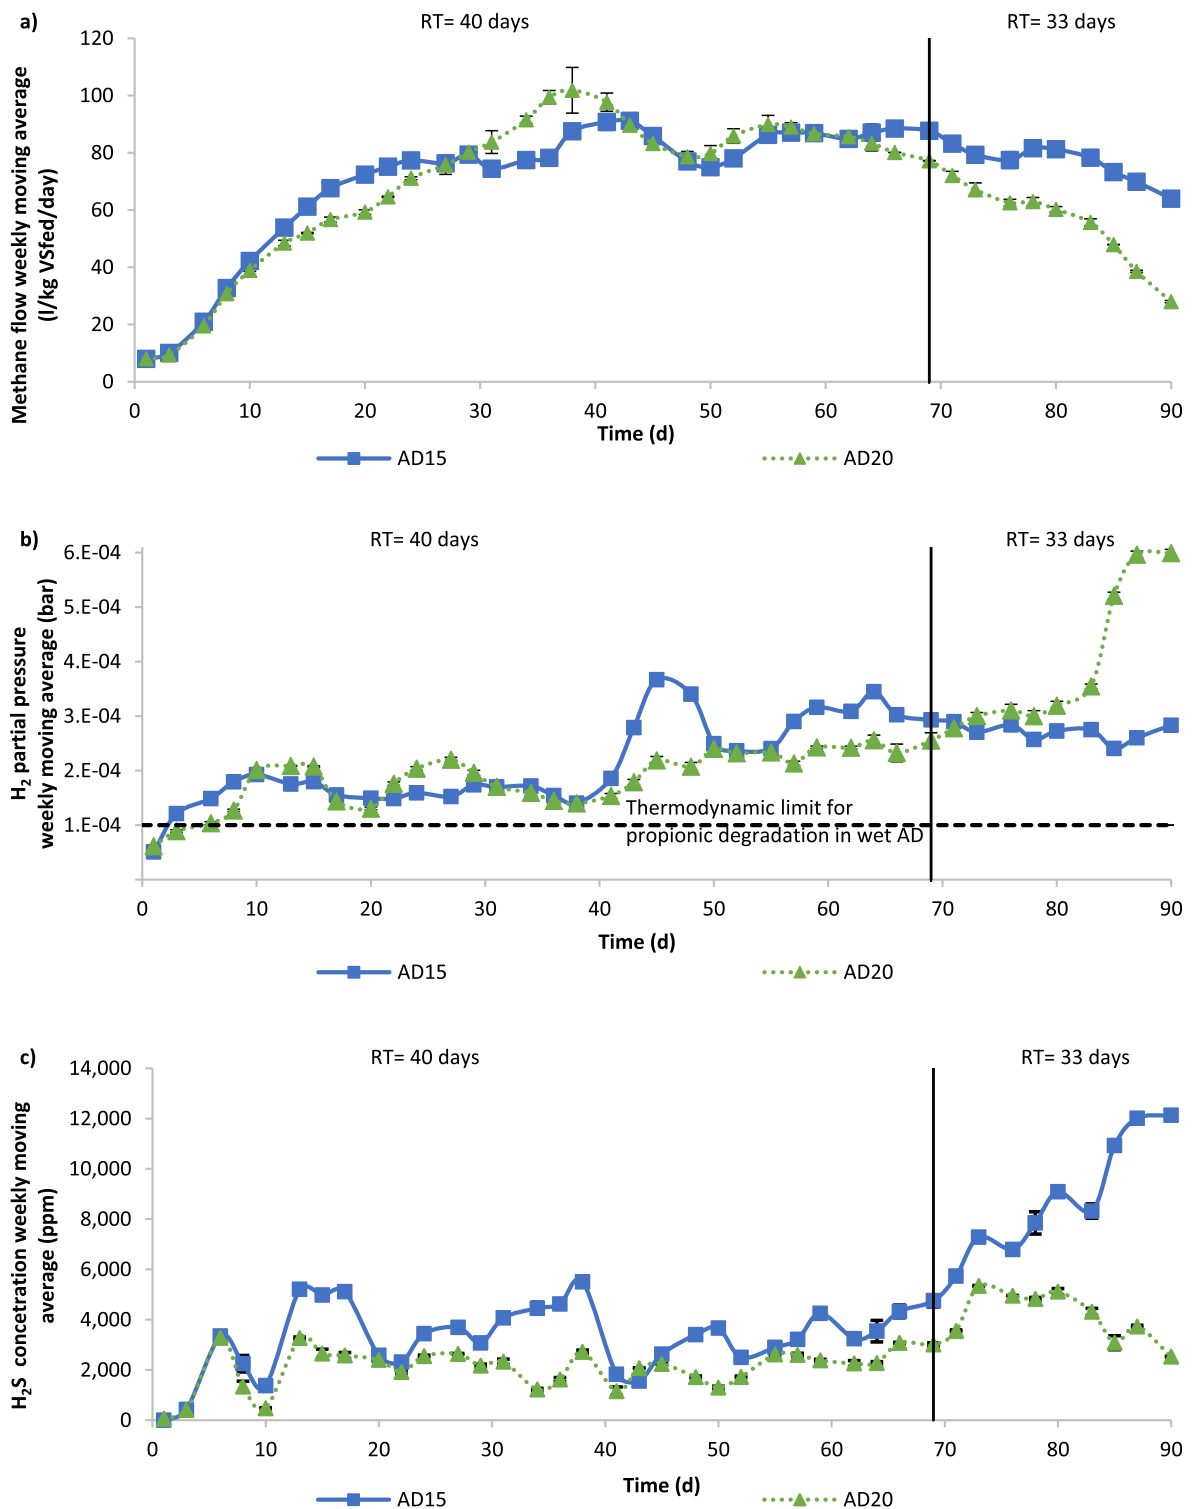 a)
RT= 40 days
RT= 33 days
Methane flow weekly moving average
(l/kg VSfed/day)
120
100
80
60
40
20
0
0 10 20 30 40 50 60 70 80 90
Time (d)
AD15 AD20
b)
RT= 40 days
RT= 33 days
H₂ partial pressure
weekly moving average (bar)
6.E-04
5.E-04
4.E-04
3.E-04
2.E-04
1.E-04
Thermodynamic limit for
propionic degradation in wet AD
0 10 20 30 40 50 60 70 80 90
Time (d)
AD15 AD20
c)
RT= 40 days
RT= 33 days
H₂S concetration weekly moving
average (ppm)
14,000
12,000
10,000
8,000
6,000
4,000
2,000
0
0 10 20 30 40 50 60 70 80 90
Time (d)
AD15 AD20